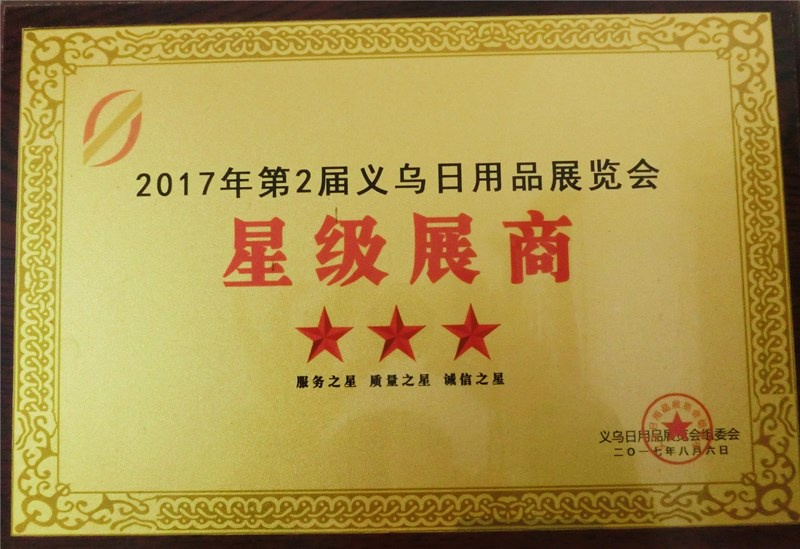 2017年第2届义乌日用品展览会
星级展商
服务之星 质量之星 诚信之星
义乌日用品展览会组委会
二〇一七年八月六日